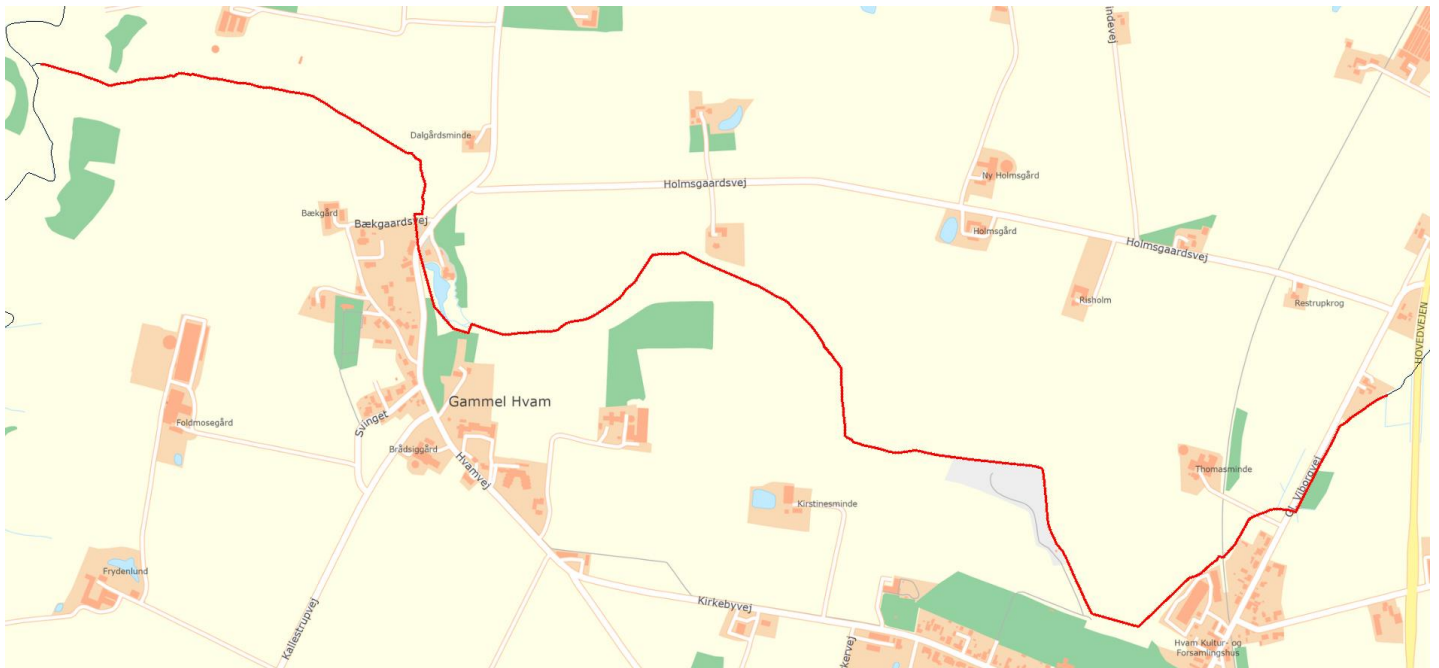 Dalgårdsminde
Holmsgaardsvej
Ny Holmsgård
Bækgård
Bækgaardsvej
Holmsgård
Holmsgaardsvej
Risholm
Restrupkrog
HOVEDVEJEN
Gammel Hvam
Svinget
Foldmosegård
Brådsiggård
Hvamvej
Thomasminde
Gl. Viborgvej
Kirstinesminde
Frydenlund
Kirkebyvej
Kallestrupvej
Hvam Kultur- og
Forsamlingshus